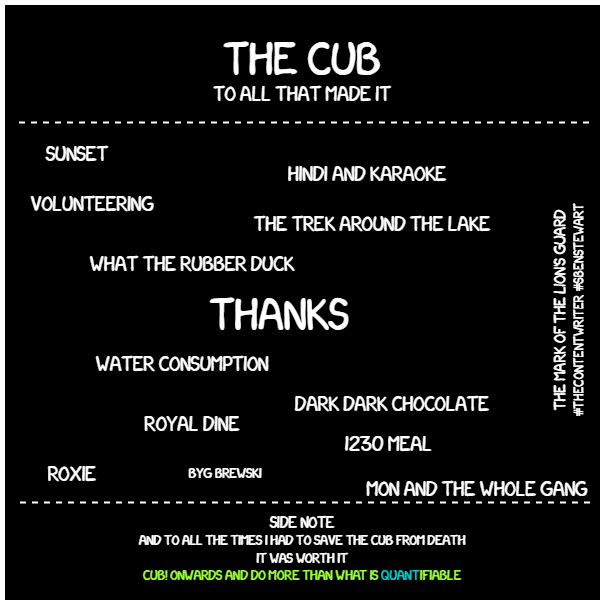 THE CUB
TO ALL THAT MADE IT
SUNSET
HINDI AND KARAOKE
VOLUNTEERING
THE TREK AROUND THE LAKE
WHAT THE RUBBER DUCK
THANKS
WATER CONSUMPTION
DARK DARK CHOCOLATE
ROYAL DINE
1230 MEAL
ROXIE
BYG BREWSKI
MON AND THE WHOLE GANG
THE MARK OF THE LION'S GUARD
#THECONTENTWRITER #SBENSTEWART
SIDE NOTE
AND TO ALL THE TIMES I HAD TO SAVE THE CUB FROM DEATH
IT WAS WORTH IT
CUB! ONWARDS AND DO MORE THAN WHAT IS QUANTIFIABLE